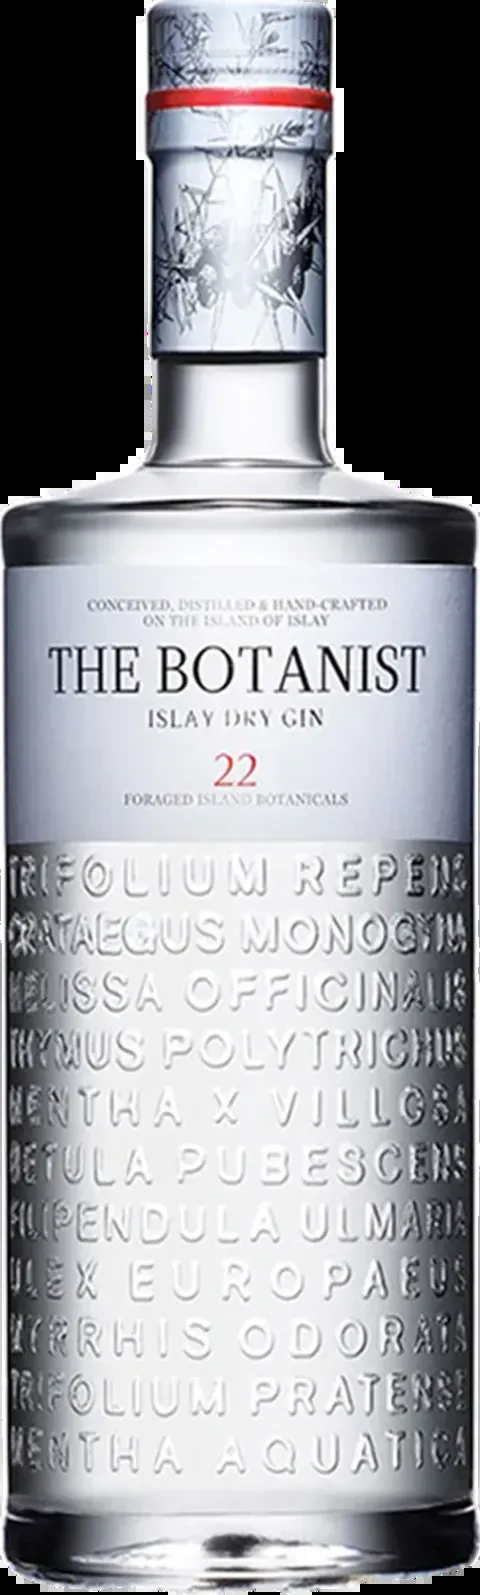 CONCEIVED, DISTILLED & HAND-CRAFTED
ON THE ISLAND OF ISLAY
THE BOTANIST
ISLAY DRY GIN
22
FORAGED ISLAND BOTANICALS
TRIFOLIUM REPENS
CRATAEGUS MONOGYNA
MELISSA OFFICINALIS
THYMUS POLYTRICHUS
MENTHA X VILLOSA
BETULA PUBESCENS
FILIPENDULA ULMARIA
ULEX EUROPAEUS
MYRRHIS ODORATA
TRIFOLIUM PRATENSE
MENTHA AQUATICA